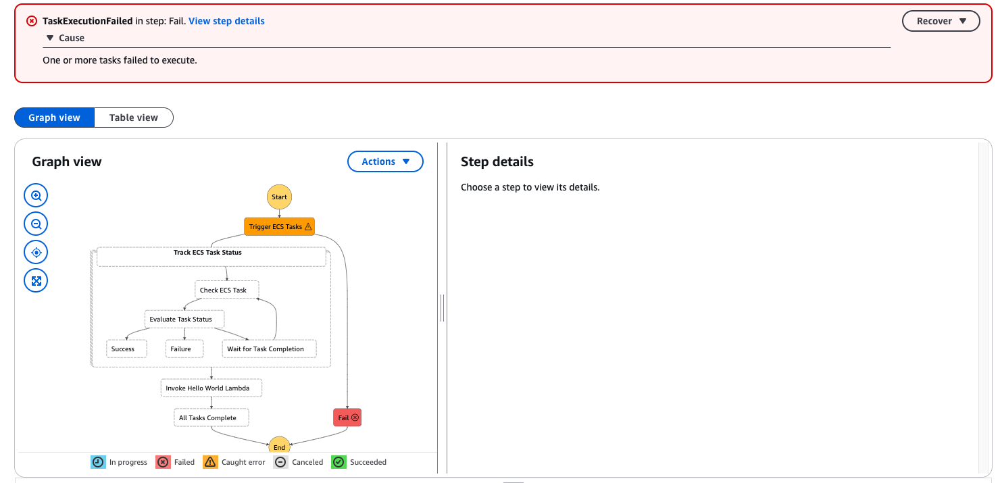 TaskExecutionFailed in step: Fail. View step details
Recover
Cause
One or more tasks failed to execute.
Graph view
Table view
Graph view
Actions
Start
Trigger ECS Tasks
Track ECS Task Status
Check ECS Task
Evaluate Task Status
Success
Failure
Wait for Task Completion
Invoke Hello World Lambda
All Tasks Complete
Fail
End
In progress
Failed
Caught error
Canceled
Succeeded
Step details
Choose a step to view its details.